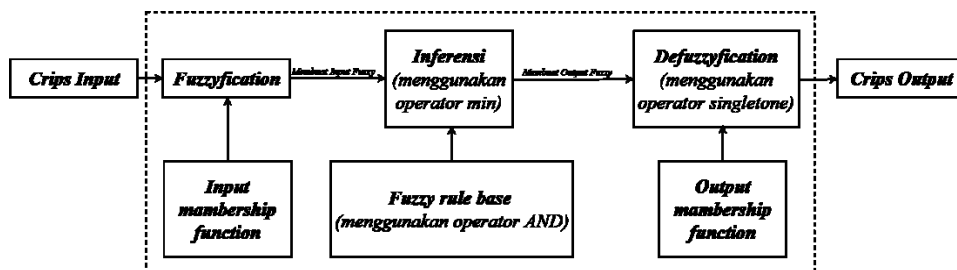 Crips Input
Fuzzyfication
Membuat Input Fuzzy
Inferensi
(menggunakan
operator min)
Membuat Output Fuzzy
Defuzzyfication
(menggunakan
operator singletone)
Crips Output
Input
mambership
function
Fuzzy rule base
(menggunakan operator AND)
Output
mambership
function